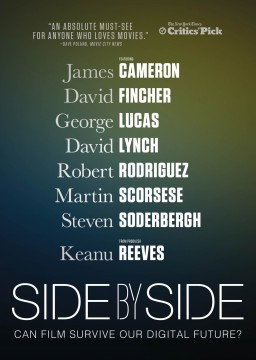 "AN ABSOLUTE MUST-SEE
FOR ANYONE WHO LOVES MOVIES."
-DAVE POLAND, MOVIE CITY NEWS
The New York Times
Critics' Pick
FEATURING
James CAMERON
David FINCHER
George LUCAS
David LYNCH
Robert RODRIGUEZ
Martin SCORSESE
Steven SODERBERGH
FROM PRODUCER
Keanu REEVES
SIDE BY SIDE
CAN FILM SURVIVE OUR DIGITAL FUTURE?